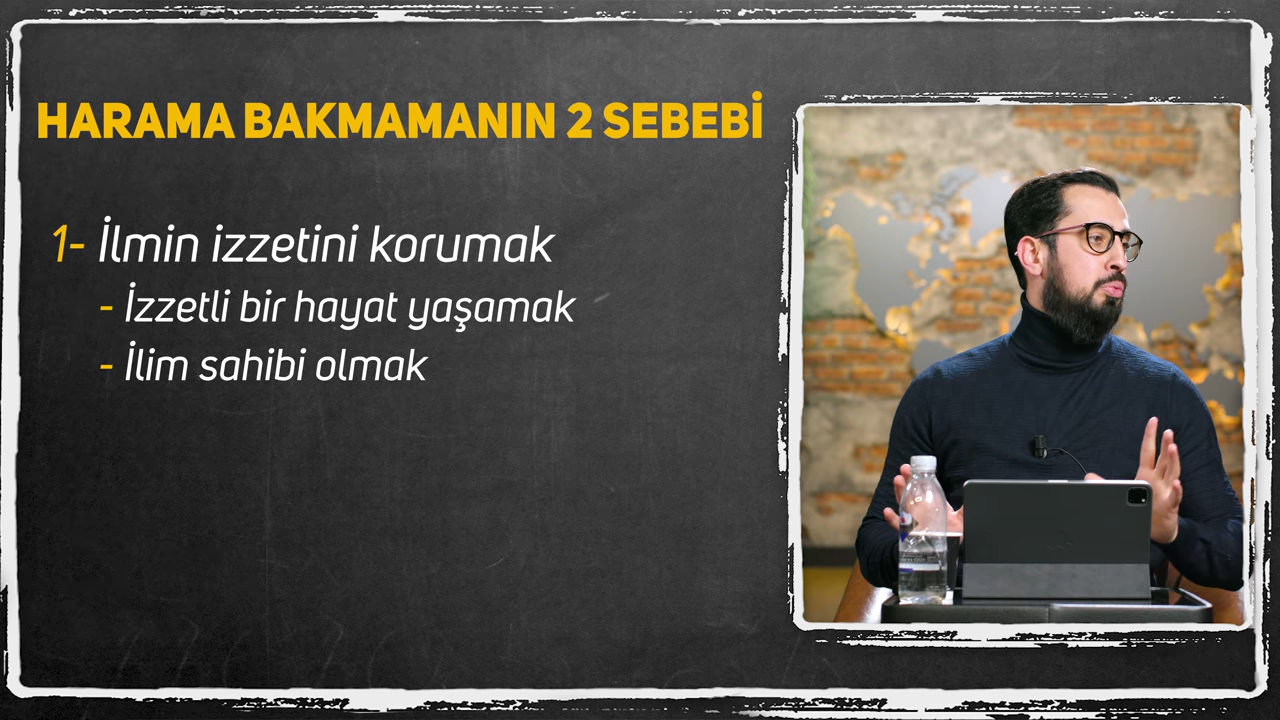 HARAMA BAKMAMANIN 2 SEBEBİ
1- İlmin izzetini korumak
- İzzetli bir hayat yaşamak
- İlim sahibi olmak